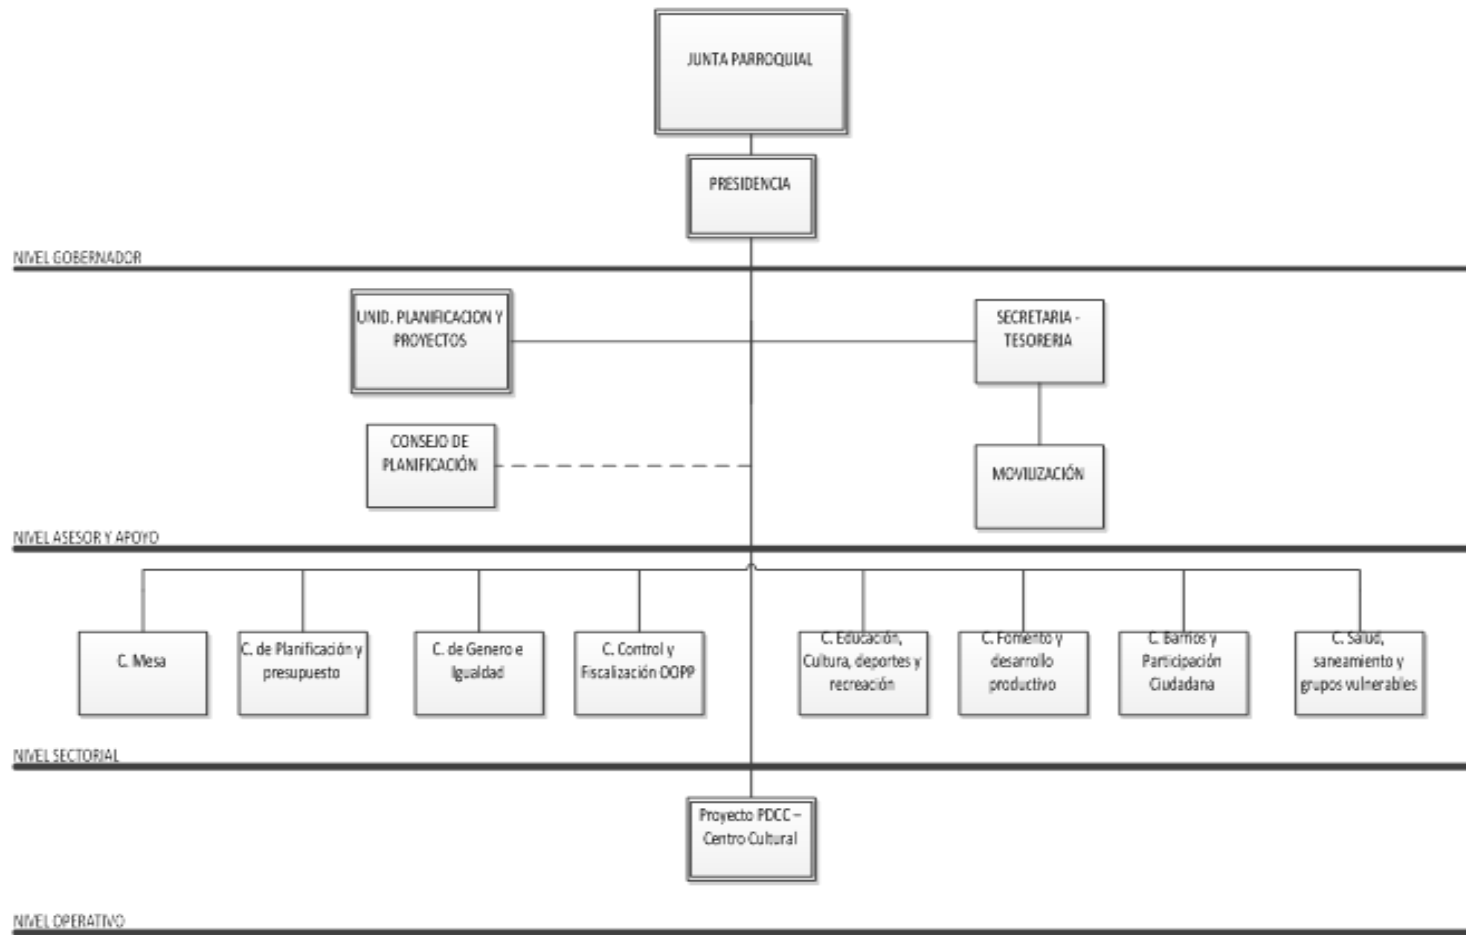 JUNTA PARROQUIAL
PRESIDENCIA
NIVEL GOBERNADOR
UNID. PLANIFICACION Y
PROYECTOS
SECRETARIA -
TESORERIA
CONSEJO DE
PLANIFICACIÓN
MOVILIZACIÓN
NIVEL ASESOR Y APOYO
C. Mesa
C. de Planificación y
presupuesto
C. de Genero e
Igualdad
C. Control y
Fiscalización OOPP
C. Educación,
Cultura, deportes y
recreación
C. Fomento y
desarrollo
productivo
C. Barrios y
Participación
Ciudadana
C. Salud,
saneamiento y
grupos vulnerables
NIVEL SECTORIAL
Proyecto PDCC –
Centro Cultural
NIVEL OPERATIVO